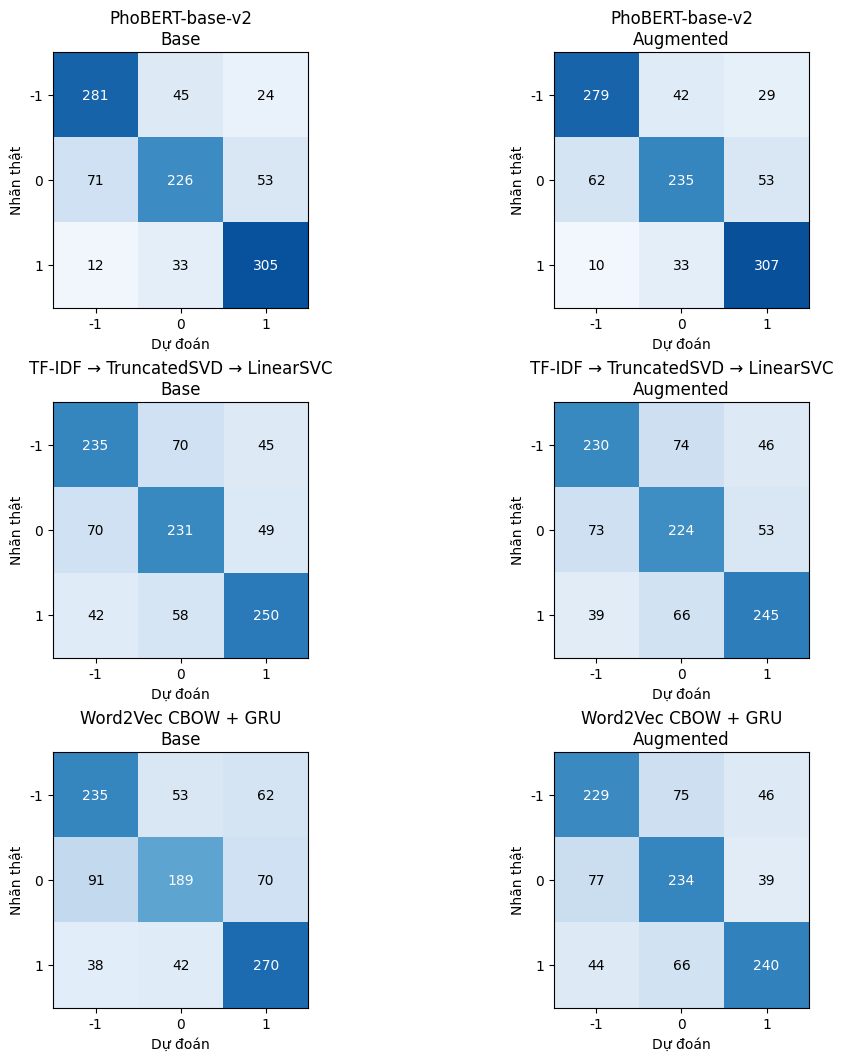 PhoBERT-base-v2
Base
-1 281 45 24
0 71 226 53
1 12 33 305
-1 0 1
Dự đoán
Nhãn thật
PhoBERT-base-v2
Augmented
-1 279 42 29
0 62 235 53
1 10 33 307
-1 0 1
Dự đoán
Nhãn thật
TF-IDF → TruncatedSVD → LinearSVC
Base
-1 235 70 45
0 70 231 49
1 42 58 250
-1 0 1
Dự đoán
Nhãn thật
TF-IDF → TruncatedSVD → LinearSVC
Augmented
-1 230 74 46
0 73 224 53
1 39 66 245
-1 0 1
Dự đoán
Nhãn thật
Word2Vec CBOW + GRU
Base
-1 235 53 62
0 91 189 70
1 38 42 270
-1 0 1
Dự đoán
Nhãn thật
Word2Vec CBOW + GRU
Augmented
-1 229 75 46
0 77 234 39
1 44 66 240
-1 0 1
Dự đoán
Nhãn thật